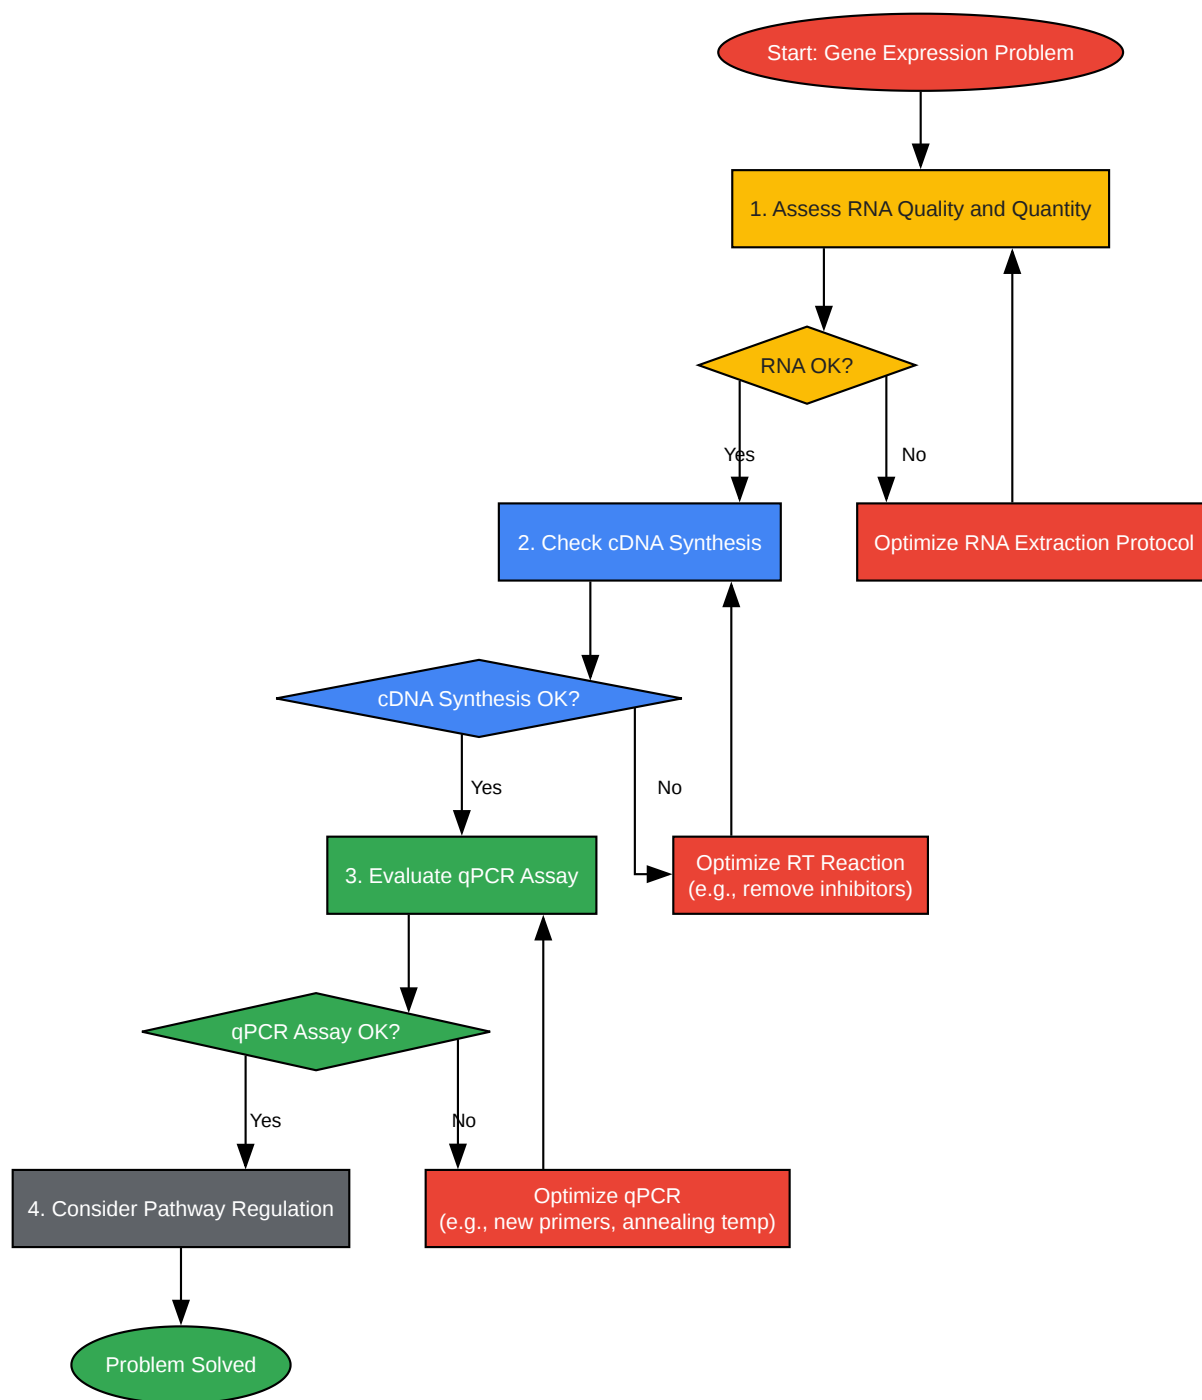 Start: Gene Expression Problem
1. Assess RNA Quality and Quantity
RNA OK?
Yes
No
2. Check cDNA Synthesis
Optimize RNA Extraction Protocol
cDNA Synthesis OK?
Yes
No
3. Evaluate qPCR Assay
Optimize RT Reaction
(e.g., remove inhibitors)
qPCR Assay OK?
Yes
No
4. Consider Pathway Regulation
Optimize qPCR
(e.g., new primers, annealing temp)
Problem Solved